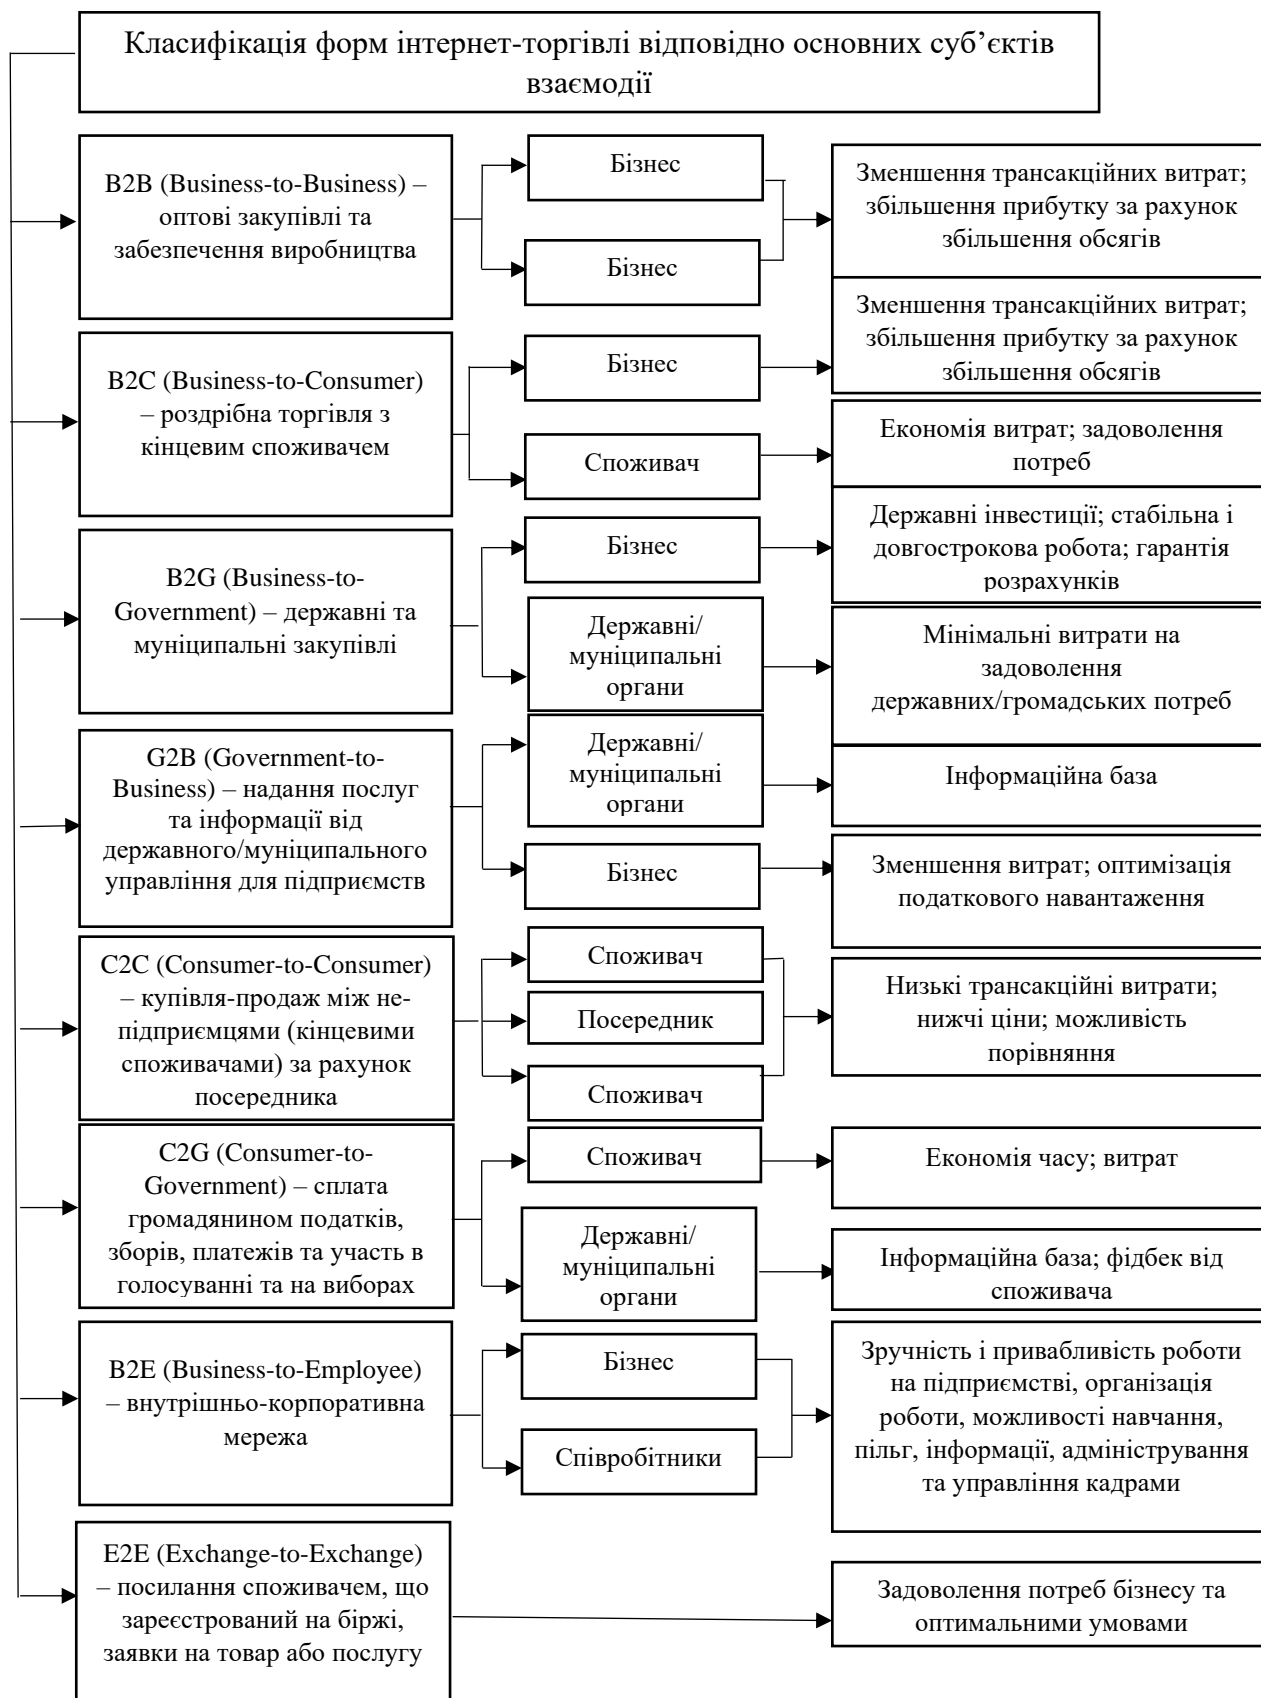 Класифікація форм інтернет-торгівлі відповідно основних суб’єктів
взаємодії
B2B (Business-to-Business) –
оптові закупівлі та
забезпечення виробництва
Бізнес
Бізнес
Зменшення трансакційних витрат;
збільшення прибутку за рахунок
збільшення обсягів
B2C (Business-to-Consumer)
– роздрібна торгівля з
кінцевим споживачем
Бізнес
Споживач
Зменшення трансакційних витрат;
збільшення прибутку за рахунок
збільшення обсягів
Економія витрат; задоволення
потреб
B2G (Business-to-
Government) – державні та
муніципальні закупівлі
Бізнес
Державні/
муніципальні
органи
Державні інвестиції; стабільна і
довгострокова робота; гарантія
розрахунків
Мінімальні витрати на
задоволення
державних/громадських потреб
G2B (Government-to-
Business) – надання послуг
та інформації від
державного/муніципального
управління для підприємств
Державні/
муніципальні
органи
Бізнес
Інформаційна база
Зменшення витрат; оптимізація
податкового навантаження
C2C (Consumer-to-Consumer)
– купівля-продаж між не-
підприємцями (кінцевими
споживачами) за рахунок
посередника
Споживач
Посередник
Споживач
Низькі трансакційні витрати;
нижчі ціни; можливість
порівняння
C2G (Consumer-to-
Government) – сплата
громадянином податків,
зборів, платежів та участь в
голосуванні та на виборах
Споживач
Державні/
муніципальні
органи
Економія часу; витрат
Інформаційна база; фідбек від
споживача
B2E (Business-to-Employee)
– внутрішньо-корпоративна
мережа
Бізнес
Співробітники
Зручність і привабливість роботи
на підприємстві, організація
роботи, можливості навчання,
пільг, інформації, адміністрування
та управління кадрами
E2E (Exchange-to-Exchange)
– посилання споживачем, що
зареєстрований на біржі,
заявки на товар або послугу
Задоволення потреб бізнесу та
оптимальними умовами